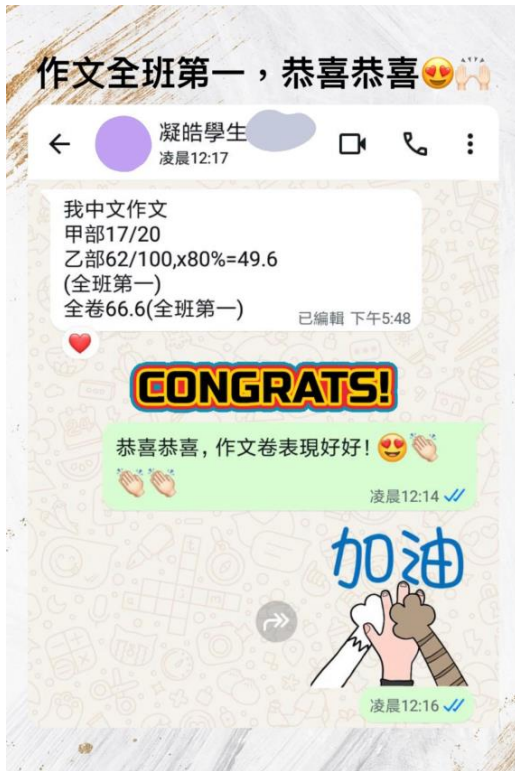 作文全班第一，恭喜恭喜😍🙌🏻
凝皓學生
凌晨12:17
我中文作文
甲部17/20
乙部62/100,x80%=49.6
(全班第一)
全卷66.6(全班第一)
已編輯 下午5:48
CONGRATS!
恭喜恭喜，作文卷表現好好！😍👏🏻
👏🏻👏🏻
凌晨12:14
加油
凌晨12:16